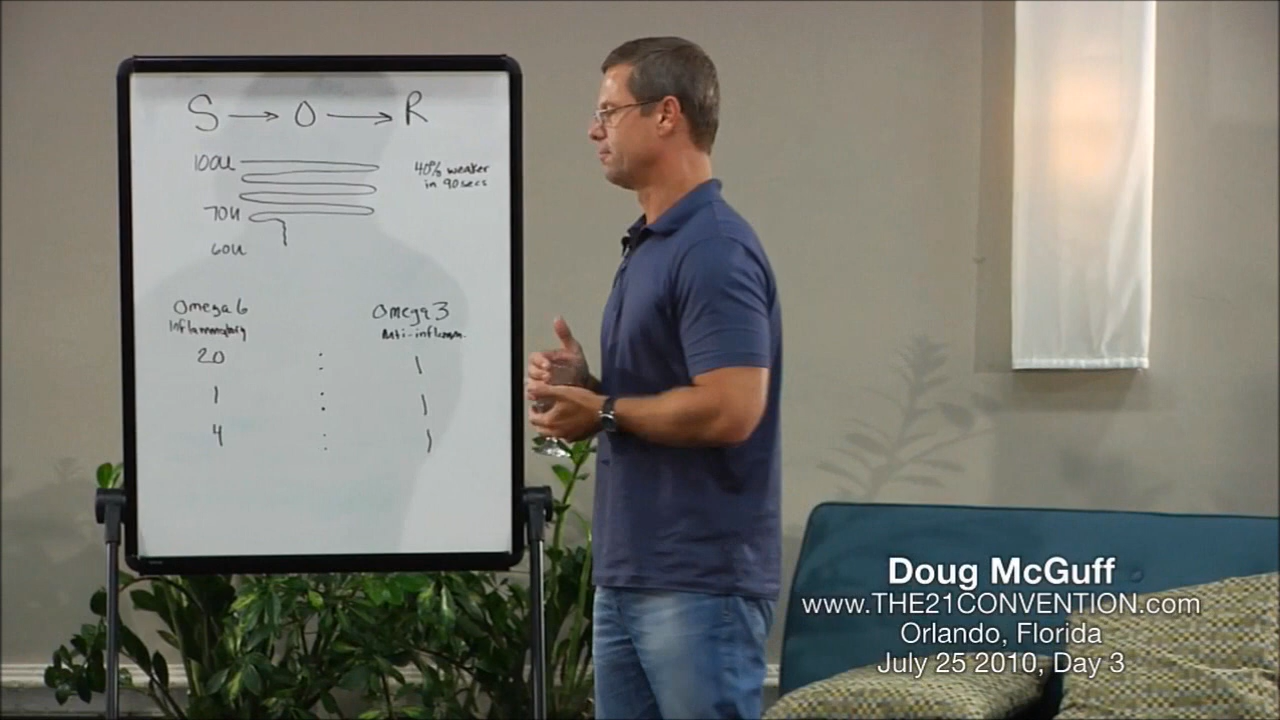 S → O → R
100u
40% weaker
in 90secs
70u
60u
Omega 6
Omega 3
Inflammatory
Anti-inflamm.
20 : 1
1 : 1
4 : 1
Doug McGuff
www.THE21CONVENTION.com
Orlando, Florida
July 25 2010, Day 3